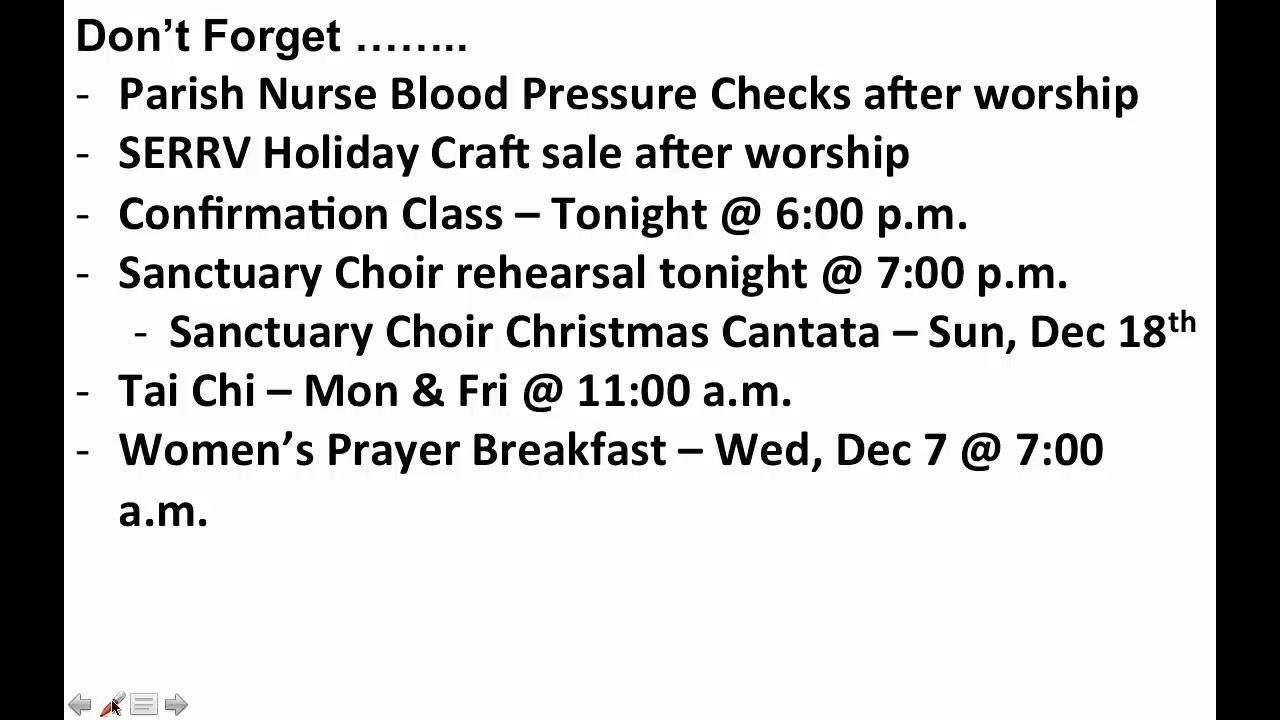 Don’t Forget ……..
- Parish Nurse Blood Pressure Checks after worship
- SERRV Holiday Craft sale after worship
- Confirmation Class – Tonight @ 6:00 p.m.
- Sanctuary Choir rehearsal tonight @ 7:00 p.m.
- Sanctuary Choir Christmas Cantata – Sun, Dec 18th
- Tai Chi – Mon & Fri @ 11:00 a.m.
- Women’s Prayer Breakfast – Wed, Dec 7 @ 7:00
a.m.